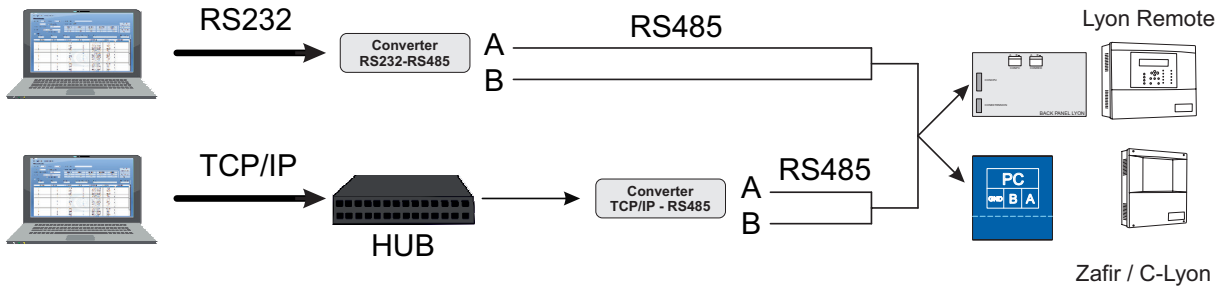 RS232
Converter
RS232-RS485
A
B
RS485
Lyon Remote
BACK PANEL LYON
TCP/IP
HUB
Converter
TCP/IP - RS485
A
B
RS485
PC
GND B A
Zafir / C-Lyon